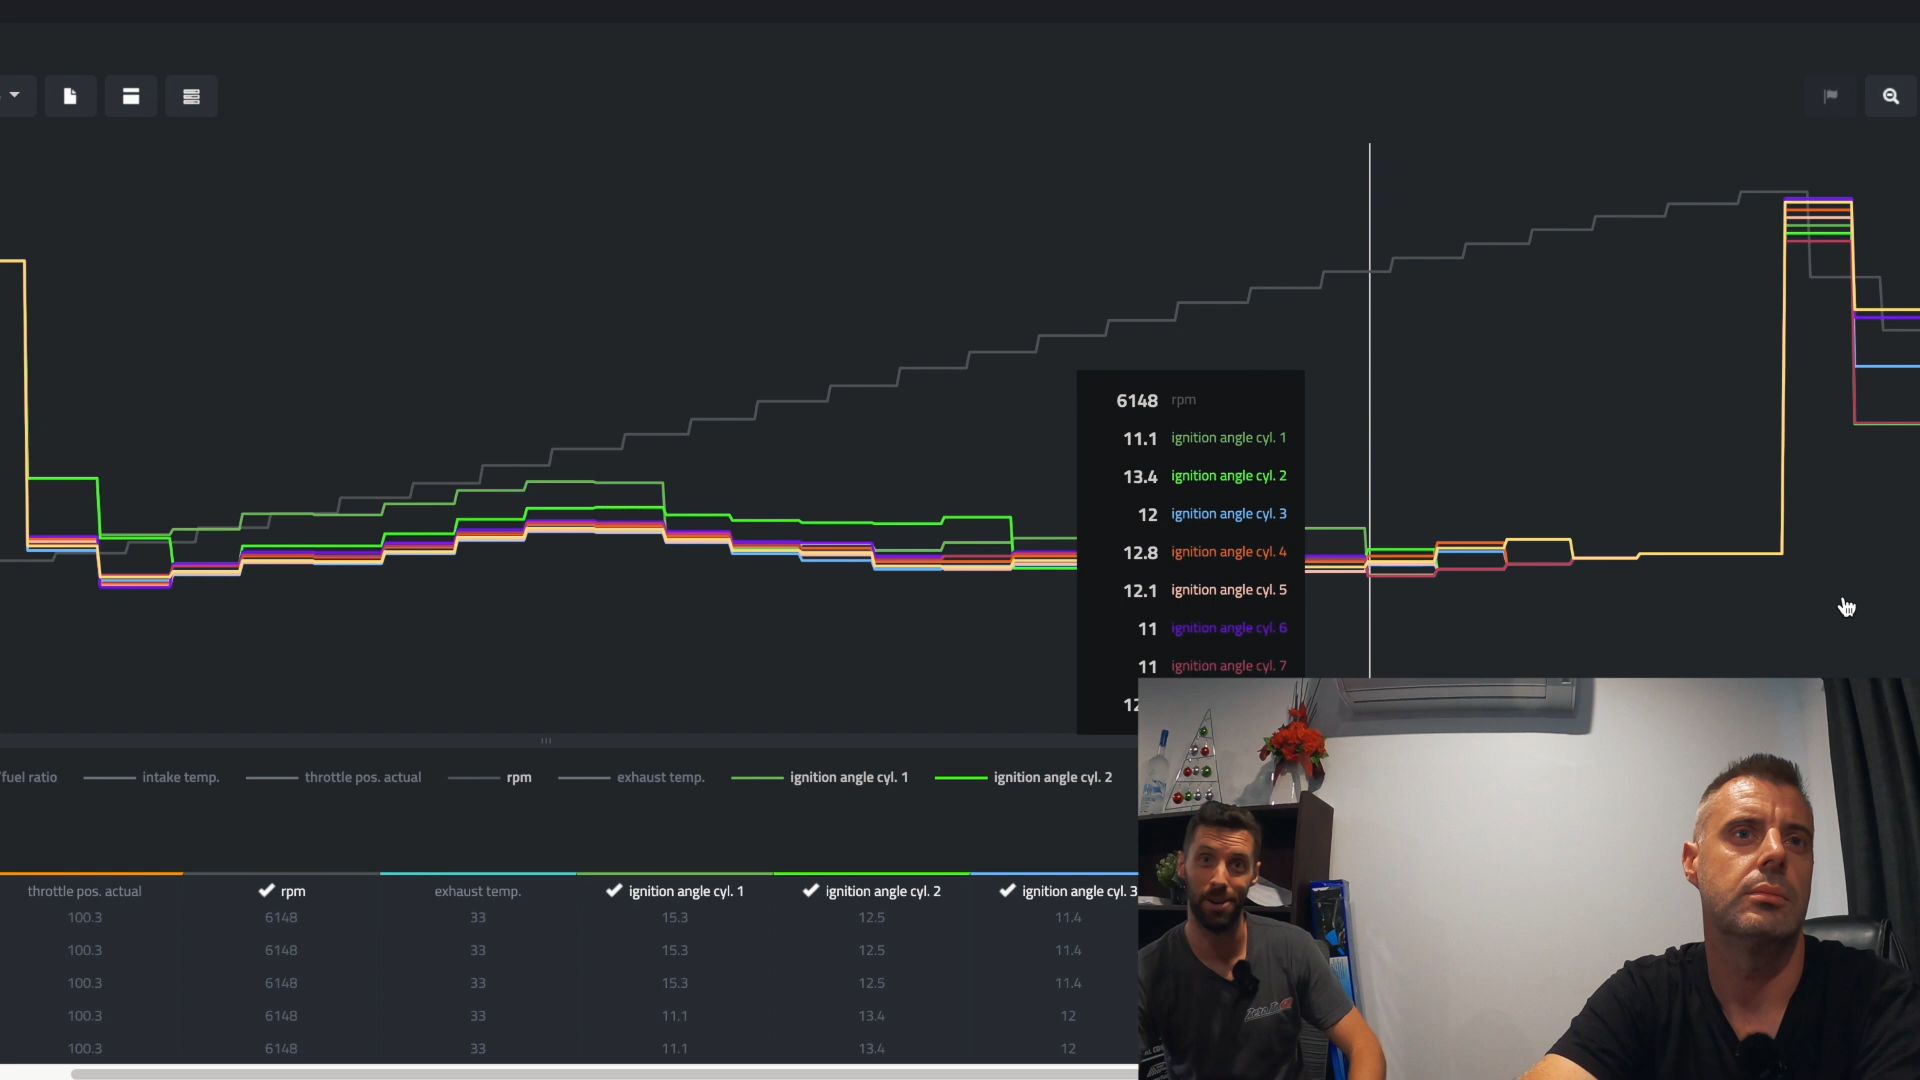 6148 rpm
11.1 ignition angle cyl. 1
13.4 ignition angle cyl. 2
12 ignition angle cyl. 3
12.8 ignition angle cyl. 4
12.1 ignition angle cyl. 5
11 ignition angle cyl. 6
11 ignition angle cyl. 7
12
/fuel ratio intake temp. throttle pos. actual rpm exhaust temp. ignition angle cyl. 1 ignition angle cyl. 2
throttle pos. actual rpm exhaust temp. ignition angle cyl. 1 ignition angle cyl. 2 ignition angle cyl. 3
100.3 6148 33 15.3 12.5 11.4
100.3 6148 33 15.3 12.5 11.4
100.3 6148 33 15.3 12.5 11.4
100.3 6148 33 11.1 13.4 12
100.3 6148 33 11.1 13.4 12